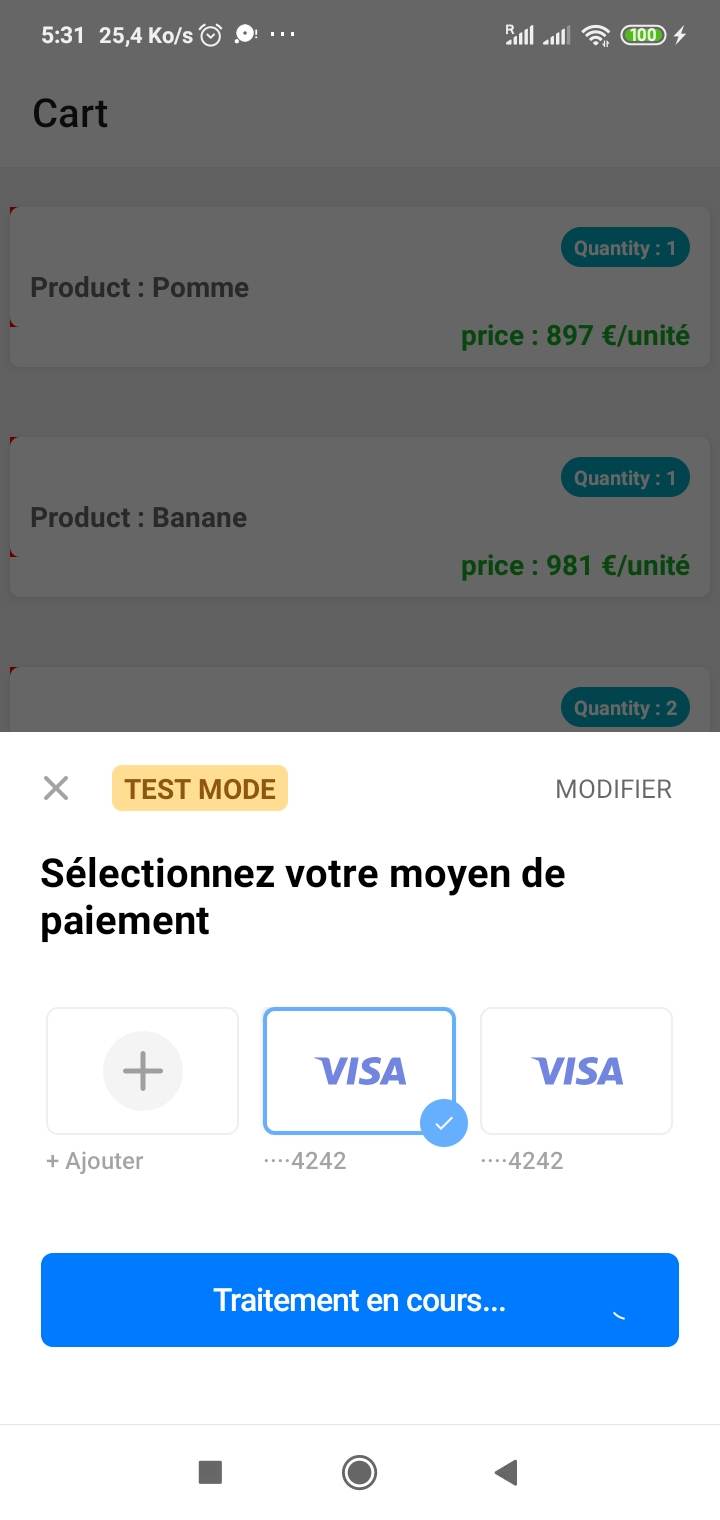 5:31 25,4 Ko/s ...
R 100
Cart
Quantity : 1
Product : Pomme
price : 897 €/unité
Quantity : 1
Product : Banane
price : 981 €/unité
Quantity : 2
TEST MODE MODIFIER
Sélectionnez votre moyen de
paiement
VISA VISA
+ Ajouter ····4242 ····4242
Traitement en cours...